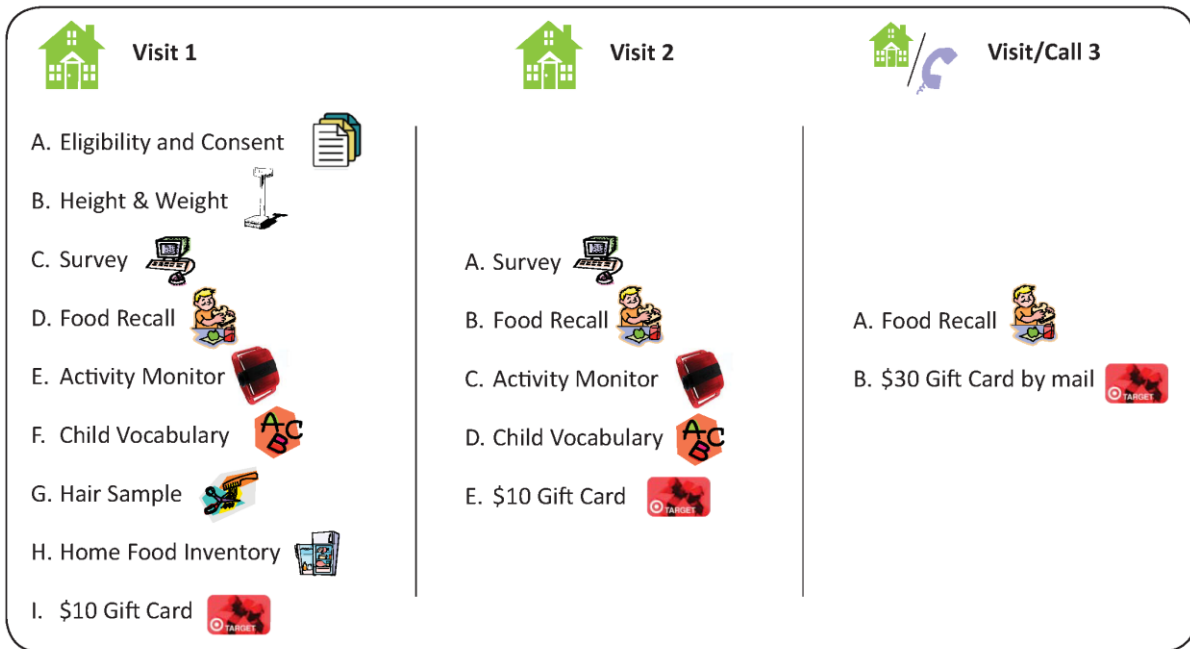 Visit 1
A. Eligibility and Consent
B. Height & Weight
C. Survey
D. Food Recall
E. Activity Monitor
F. Child Vocabulary
ABC
G. Hair Sample
H. Home Food Inventory
I. $10 Gift Card
TARGET
Visit 2
A. Survey
B. Food Recall
C. Activity Monitor
D. Child Vocabulary
ABC
E. $10 Gift Card
TARGET
/
Visit/Call 3
A. Food Recall
B. $30 Gift Card by mail
TARGET